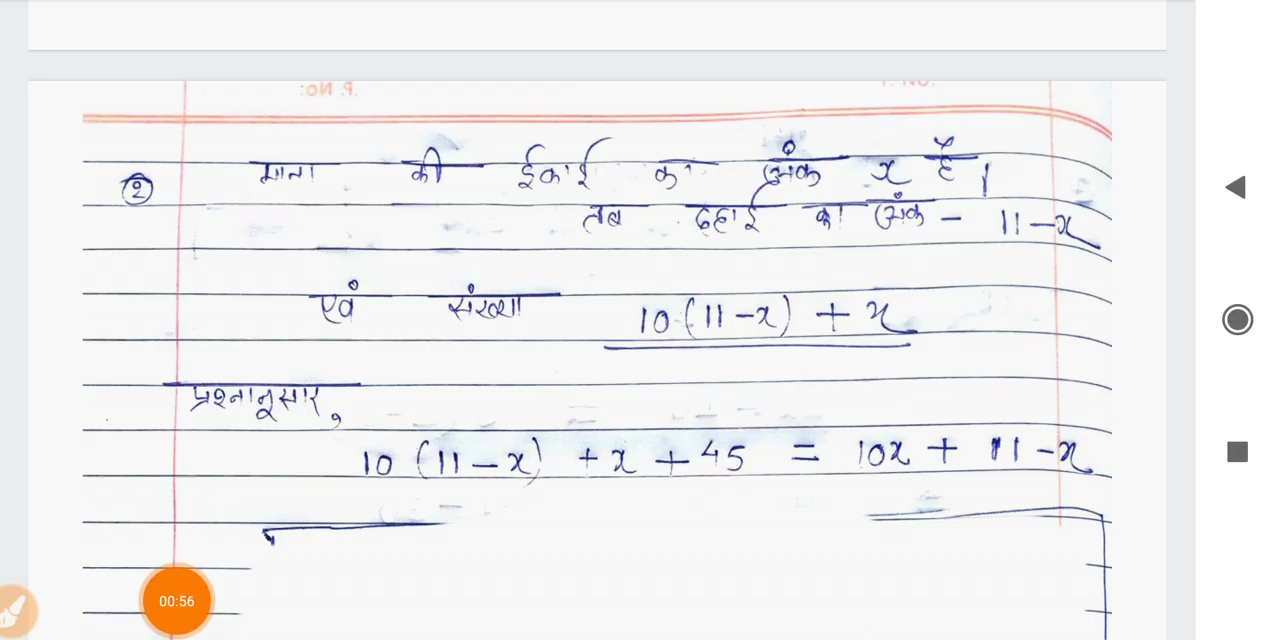 ② माना की ईकाई का अंक x है।
तब दहाई का अंक - 11-x
एवं संख्या 10(11-x) + x
प्रश्नानुसार,
10 (11-x) + x + 45 = 10x + 11-x
00:56